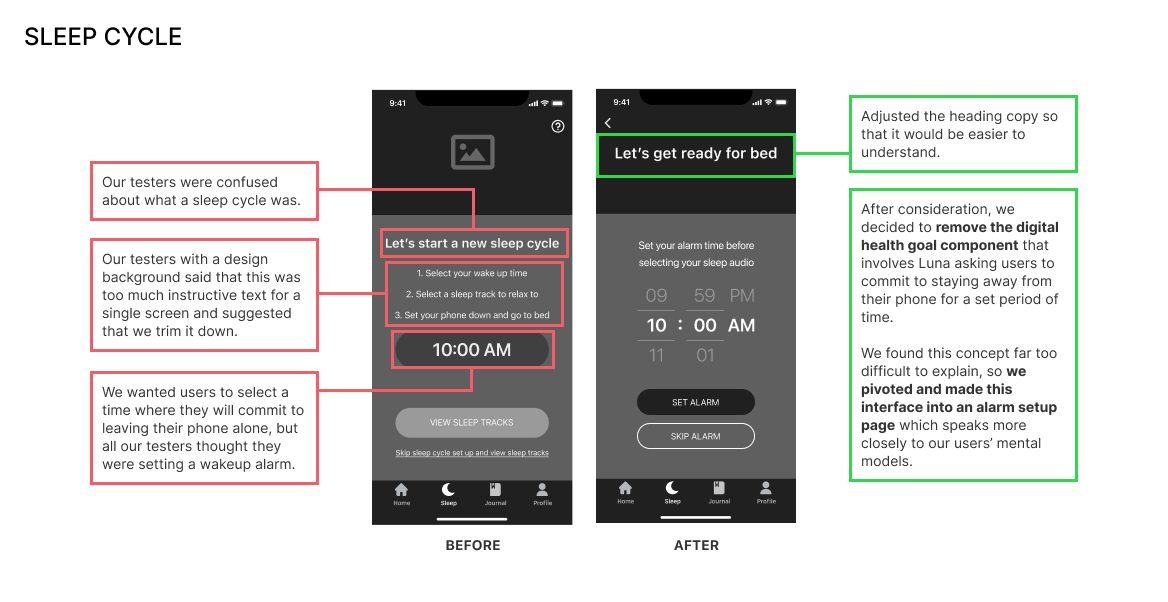 SLEEP CYCLE
Our testers were confused
about what a sleep cycle was.
Our testers with a design
background said that this was
too much instructive text for a
single screen and suggested
that we trim it down.
We wanted users to select a
time where they will commit to
leaving their phone alone, but
all our testers thought they
were setting a wakeup alarm.
9:41
?
Let's start a new sleep cycle
1. Select your wake up time
2. Select a sleep track to relax to
3. Set your phone down and go to bed
10:00 AM
VIEW SLEEP TRACKS
Skip sleep cycle set up and view sleep tracks
Home Sleep Journal Profile
BEFORE
9:41
Let's get ready for bed
Set your alarm time before
selecting your sleep audio
09 59 PM
10 : 00 AM
11 01
SET ALARM
SKIP ALARM
Home Sleep Journal Profile
AFTER
Adjusted the heading copy so
that it would be easier to
understand.
After consideration, we
decided to remove the digital
health goal component that
involves Luna asking users to
commit to staying away from
their phone for a set period of
time.
We found this concept far too
difficult to explain, so we
pivoted and made this
interface into an alarm setup
page which speaks more
closely to our users' mental
models.